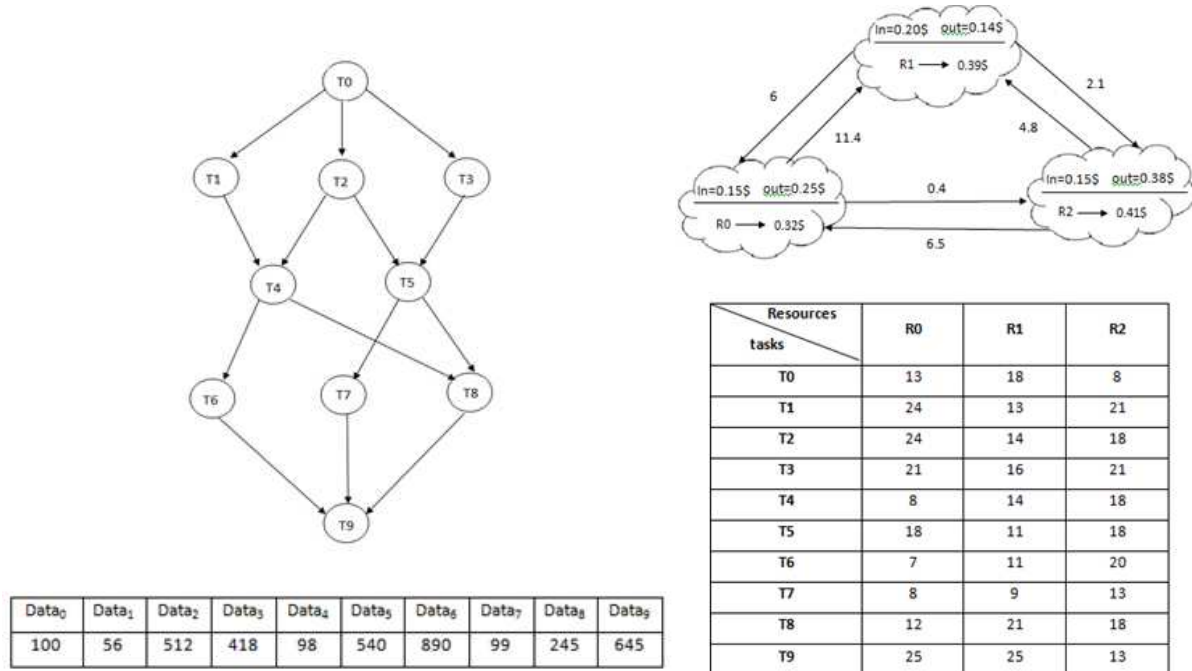 T0
T1
T2
T3
T4
T5
T6
T7
T8
T9
In=0.20$ out=0.14$
R1 → 0.39$
6
2.1
11.4
4.8
In=0.15$ out=0.25$
R0 → 0.32$
0.4
In=0.15$ out=0.38$
R2 → 0.41$
6.5
Resources
tasks
R0 R1 R2
T0 13 18 8
T1 24 13 21
T2 24 14 18
T3 21 16 21
T4 8 14 18
T5 18 11 18
T6 7 11 20
T7 8 9 13
T8 12 21 18
T9 25 25 13
Data₀ Data₁ Data₂ Data₃ Data₄ Data₅ Data₆ Data₇ Data₈ Data₉
100 56 512 418 98 540 890 99 245 645